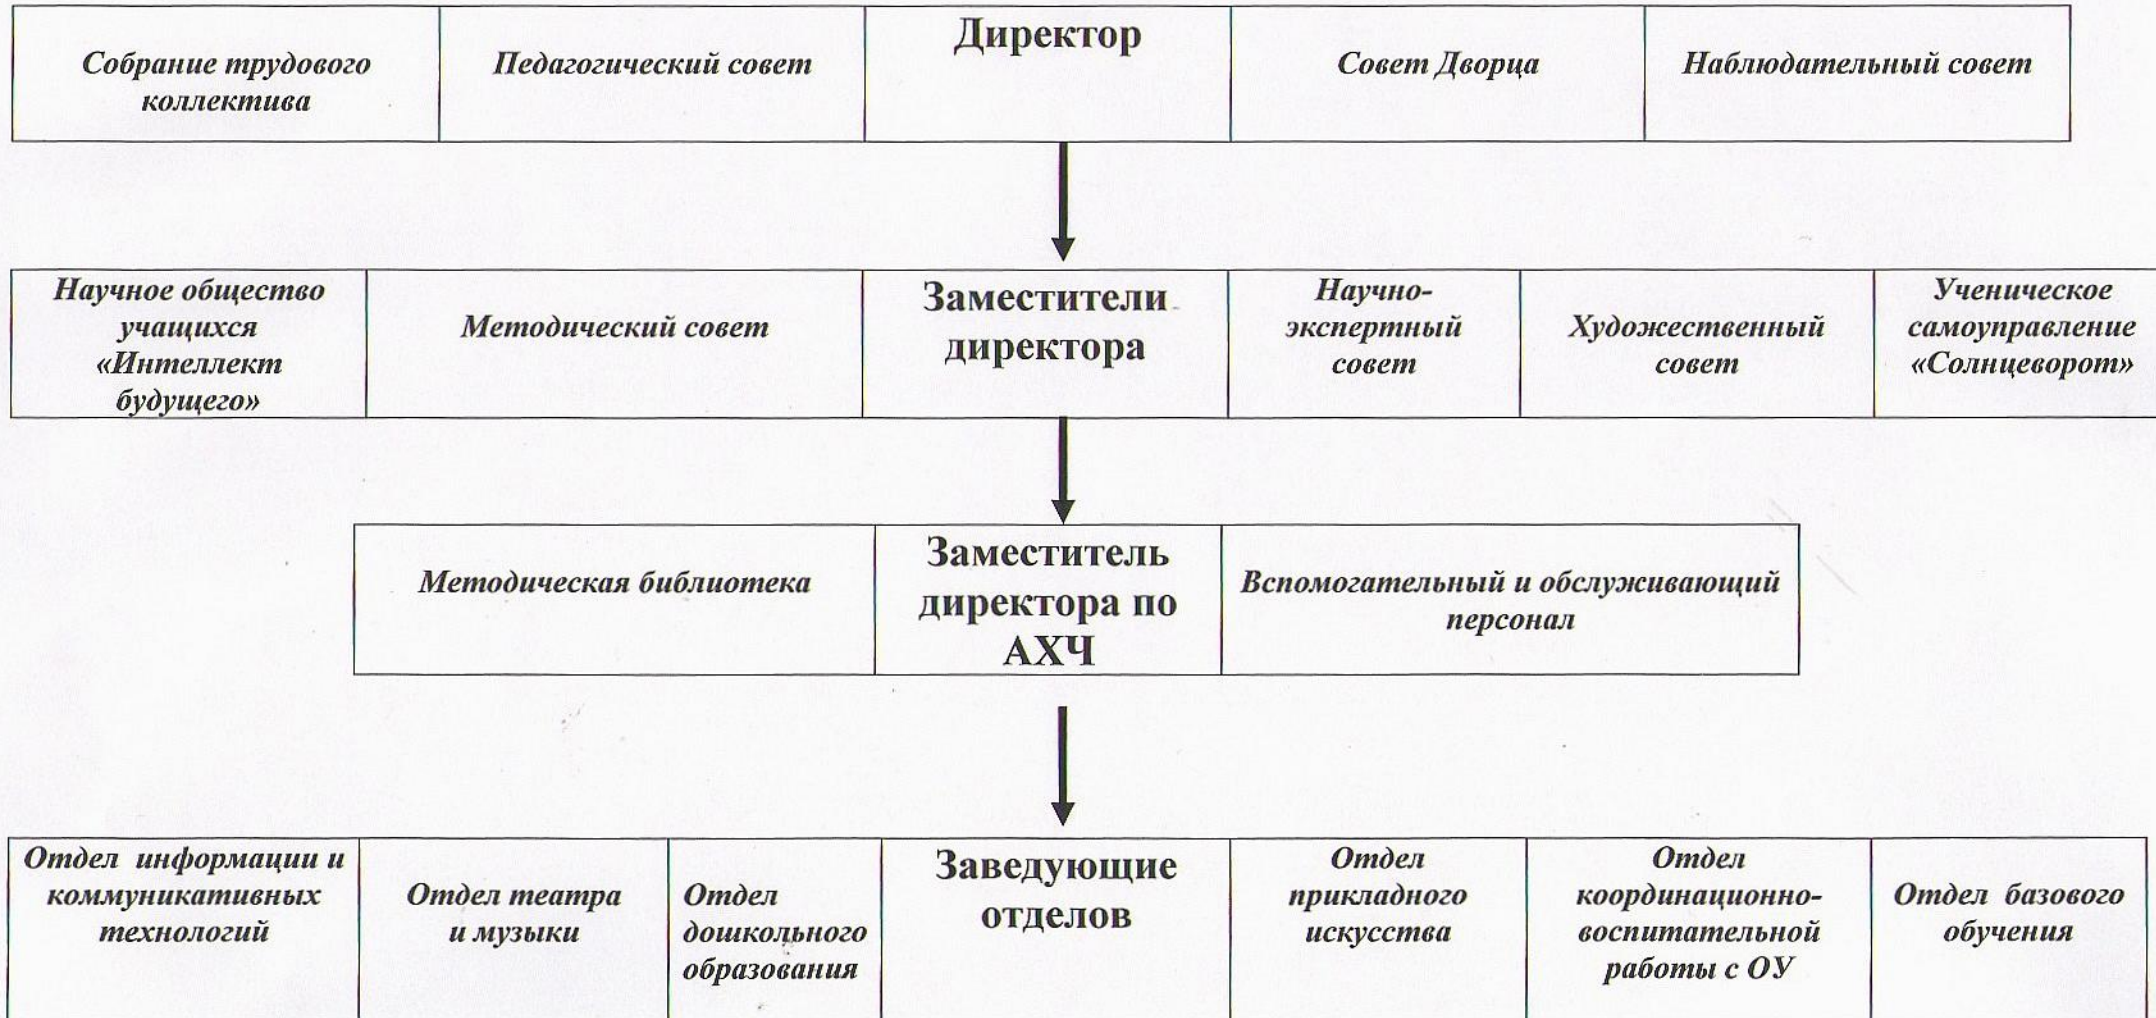 Собрание трудового
коллектива
Педагогический совет
Директор
Совет Дворца
Наблюдательный совет
Научное общество
учащихся
«Интеллект
будущего»
Методический совет
Заместители
директора
Научно-
экспертный
совет
Художественный
совет
Ученическое
самоуправление
«Солнцеворот»
Методическая библиотека
Заместитель
директора по
АХЧ
Вспомогательный и обслуживающий
персонал
Отдел информации и
коммуникативных
технологий
Отдел театра
и музыки
Отдел
дошкольного
образования
Заведующие
отделов
Отдел
прикладного
искусства
Отдел
координационно-
воспитательной
работы с ОУ
Отдел базового
обучения